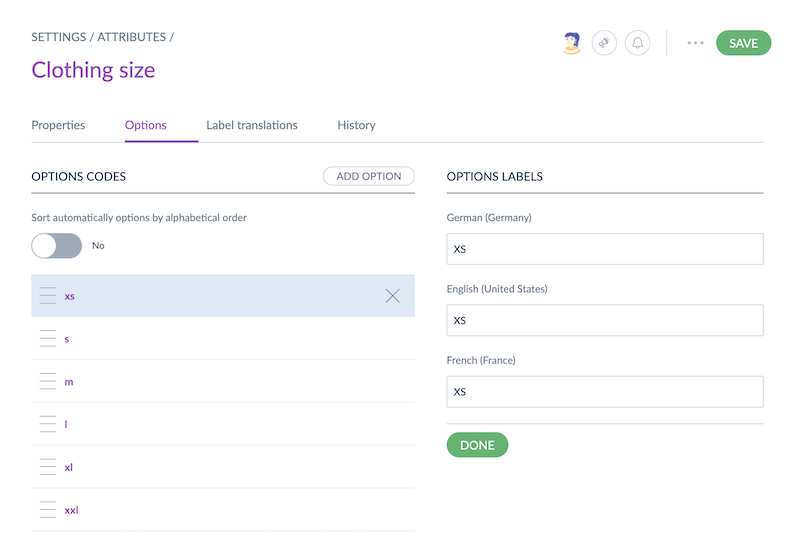 SETTINGS / ATTRIBUTES /
SAVE
Clothing size
Properties
Options
Label translations
History
OPTIONS CODES
ADD OPTION
Sort automatically options by alphabetical order
No
xs
s
m
l
xl
xxl
OPTIONS LABELS
German (Germany)
XS
English (United States)
XS
French (France)
XS
DONE